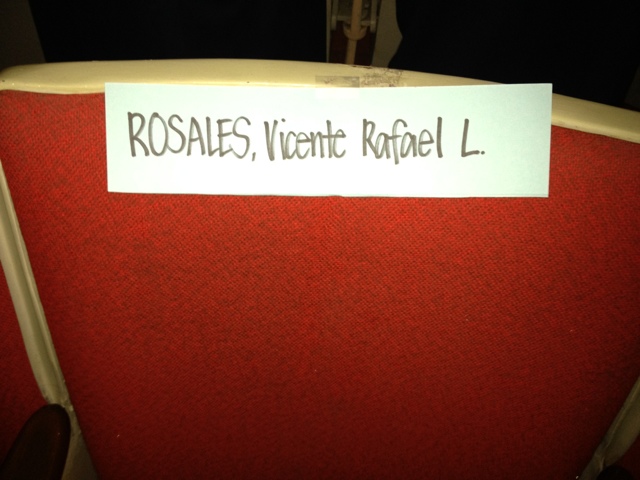 ROSALES, Vicente Rafael L.